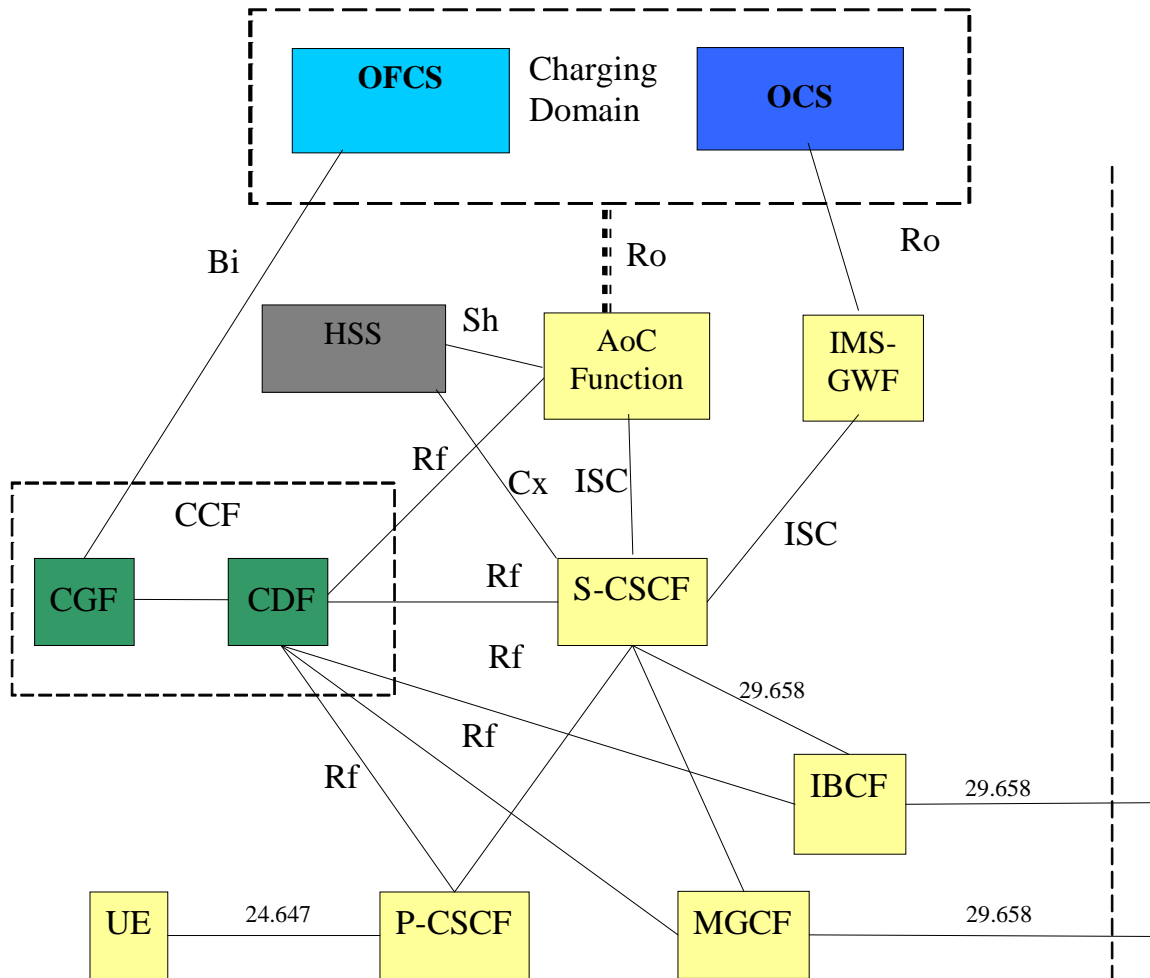 OFCS
Charging
Domain
OCS
Bi
Ro
Ro
HSS
Sh
AoC
Function
IMS-
GWF
Rf
Cx
ISC
ISC
CCF
CGF
CDF
Rf
S-CSCF
Rf
29.658
Rf
Rf
IBCF
29.658
UE
24.647
P-CSCF
MGCF
29.658